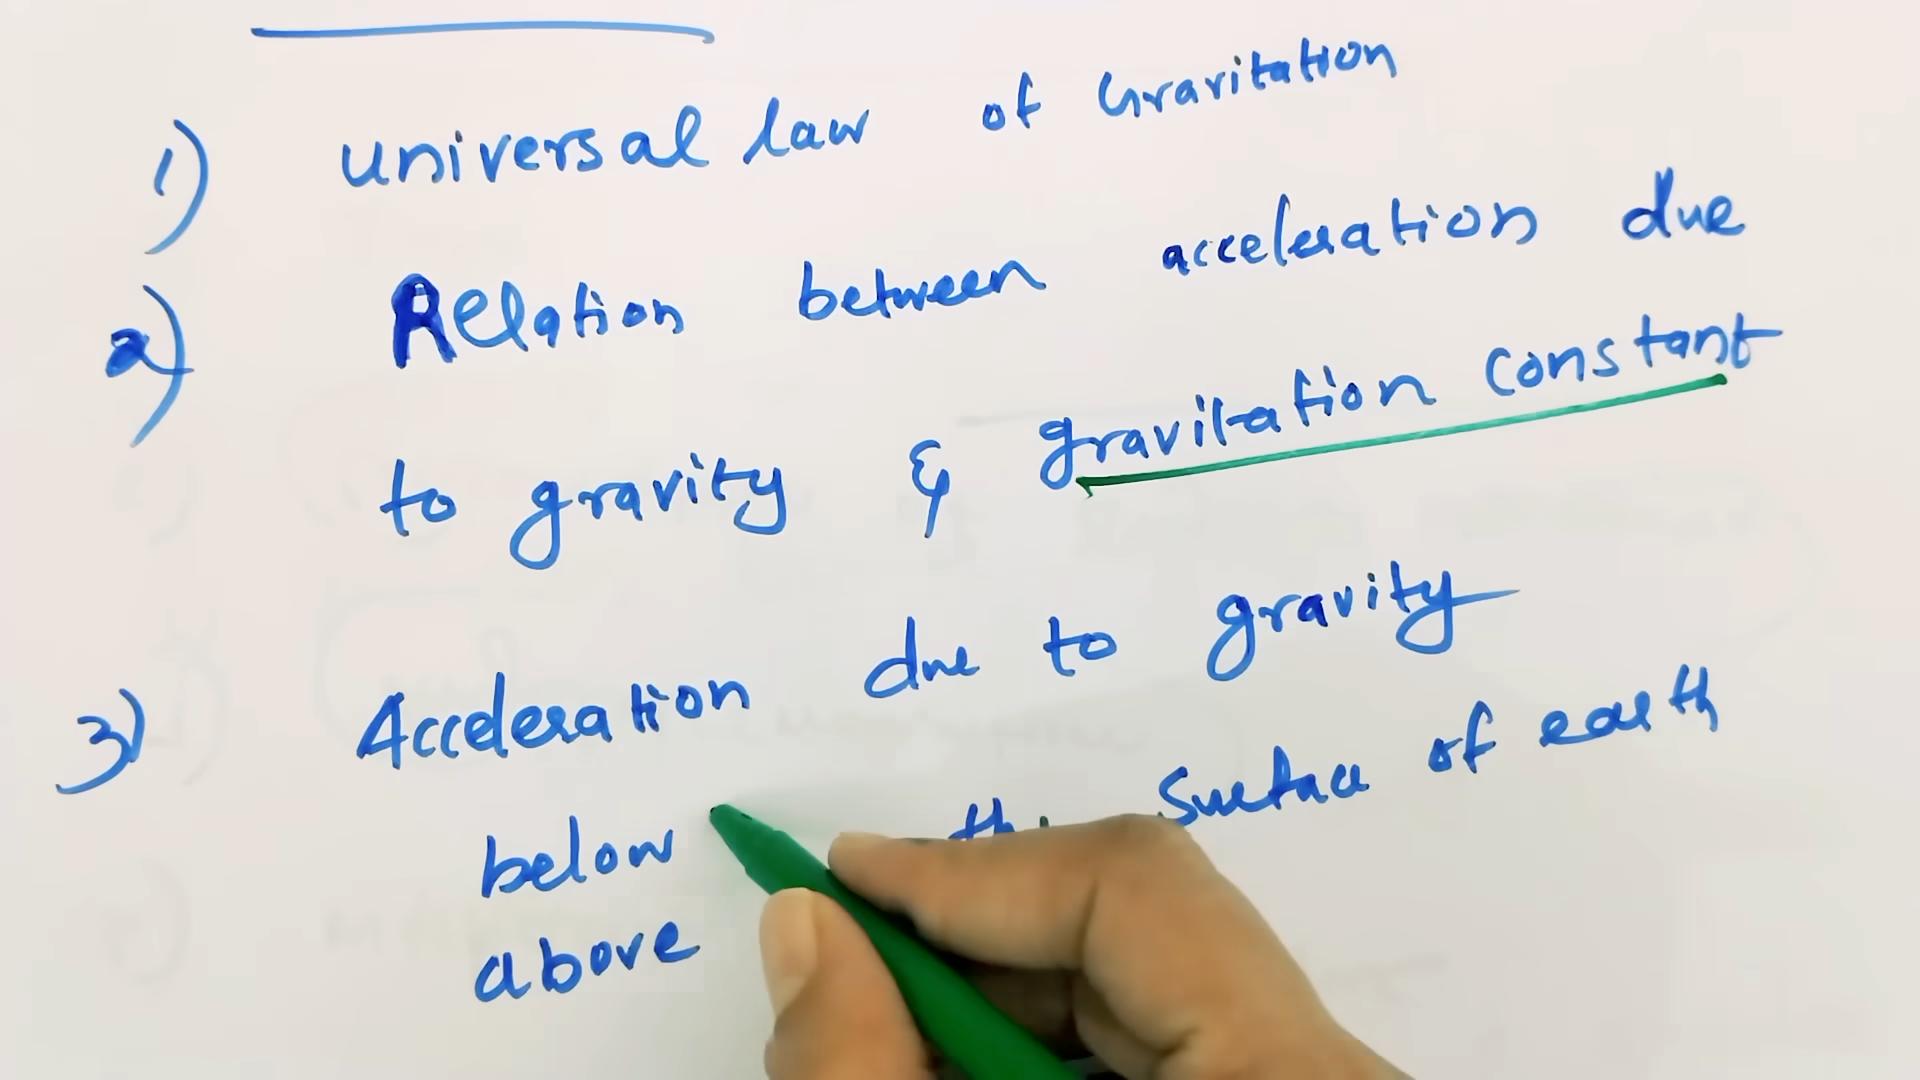 1) universal law of Gravitation
2) Relation between acceleration due
to gravity & gravitation constant
3) Acceleration due to gravity
below the surface of earth
above